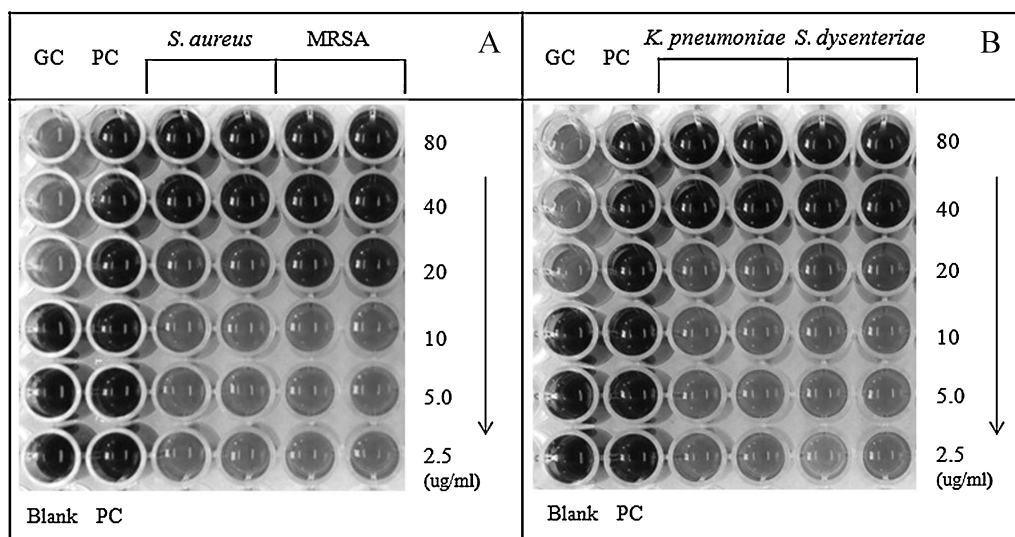 GC PC S. aureus MRSA A
80
40
20
10
5.0
2.5
(ug/ml)
Blank PC
GC PC K. pneumoniae S. dysenteriae B
80
40
20
10
5.0
2.5
(ug/ml)
Blank PC